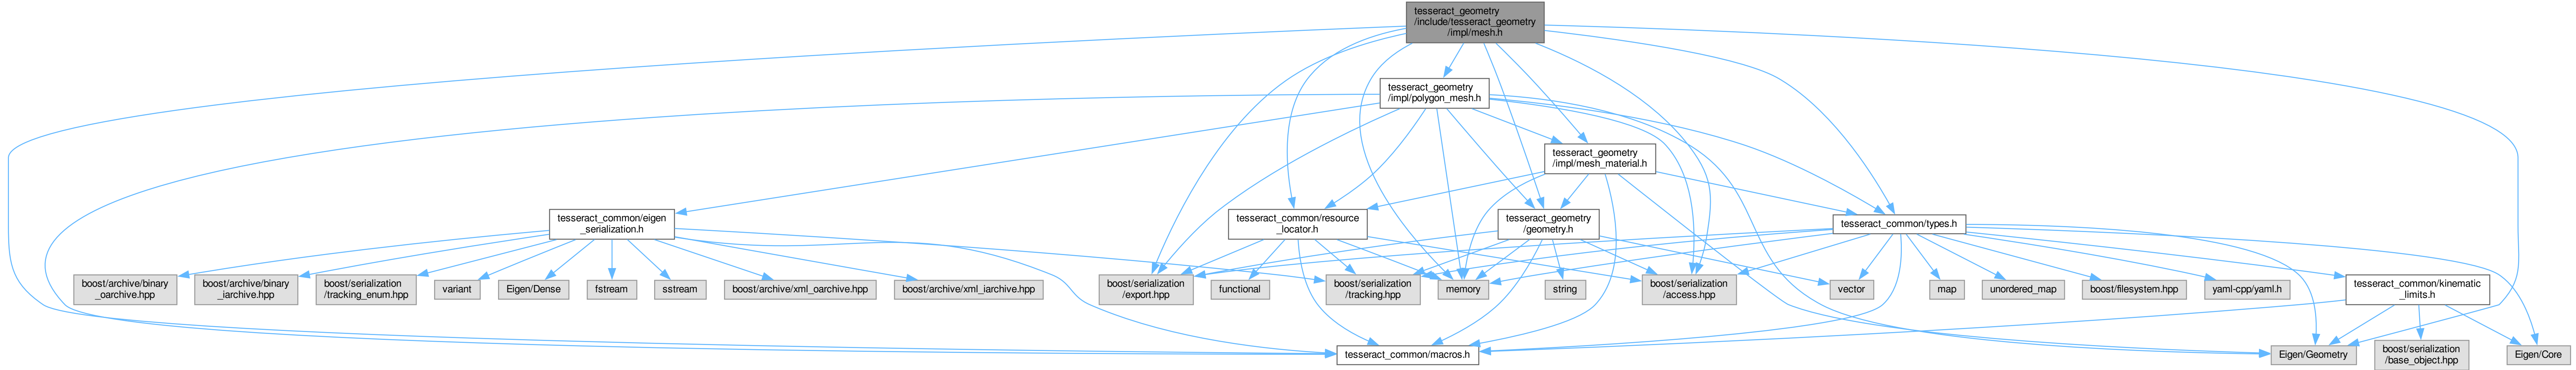 tesseract_geometry
/include/tesseract_geometry
/impl/mesh.h
tesseract_geometry
/impl/polygon_mesh.h
tesseract_geometry
/impl/mesh_material.h
tesseract_common/eigen
_serialization.h
tesseract_common/resource
_locator.h
tesseract_geometry
/geometry.h
tesseract_common/types.h
boost/archive/binary
_oarchive.hpp
boost/archive/binary
_iarchive.hpp
boost/serialization
/tracking_enum.hpp
variant
Eigen/Dense
fstream
sstream
boost/archive/xml_oarchive.hpp
boost/archive/xml_iarchive.hpp
boost/serialization
/export.hpp
functional
boost/serialization
/tracking.hpp
memory
string
boost/serialization
/access.hpp
vector
map
unordered_map
boost/filesystem.hpp
yaml-cpp/yaml.h
tesseract_common/kinematic
_limits.h
tesseract_common/macros.h
Eigen/Geometry
boost/serialization
/base_object.hpp
Eigen/Core